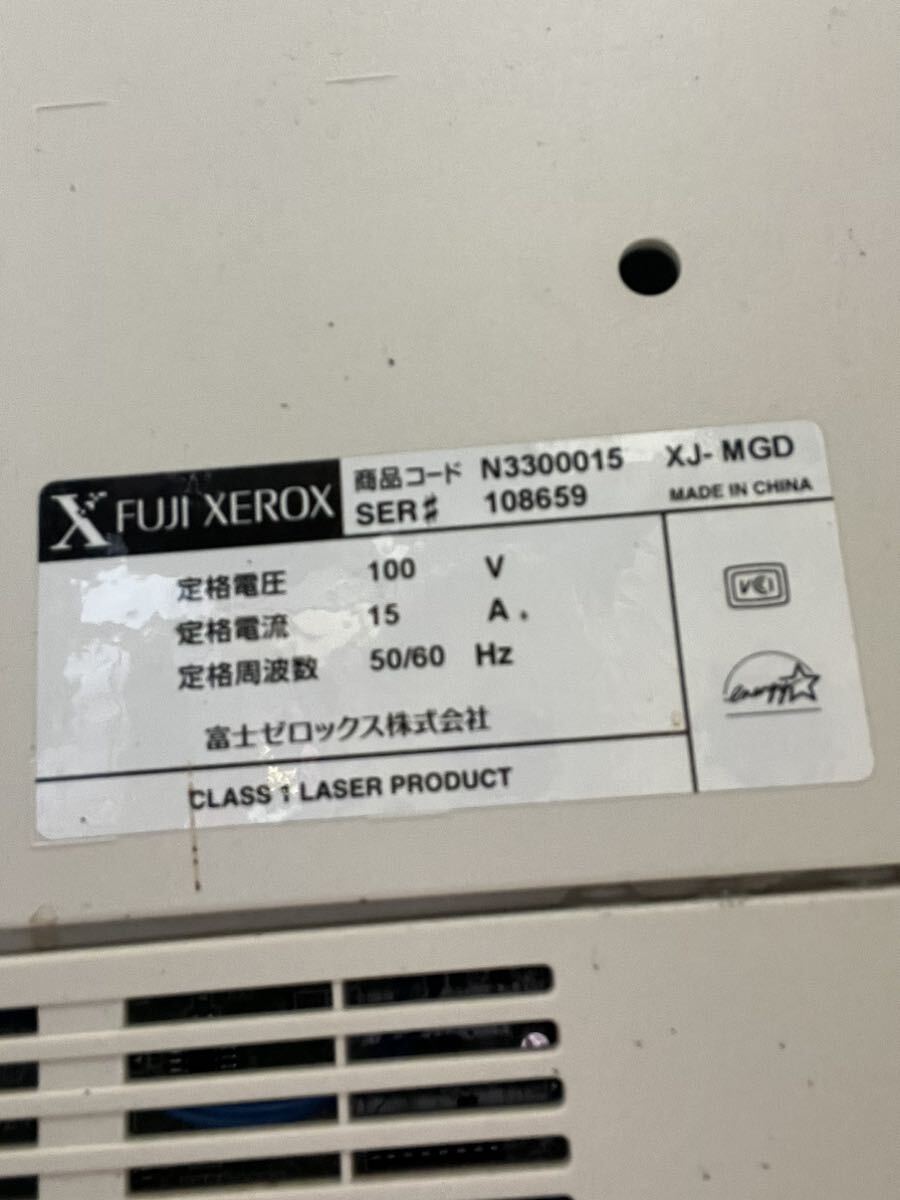 FUJI XEROX
商品コード N3300015 XJ- MGD
SER# 108659 MADE IN CHINA
定格電圧 100 V
定格電流 15 A.
定格周波数 50/60 Hz
富士ゼロックス株式会社
CLASS 1 LASER PRODUCT
VCI
energy